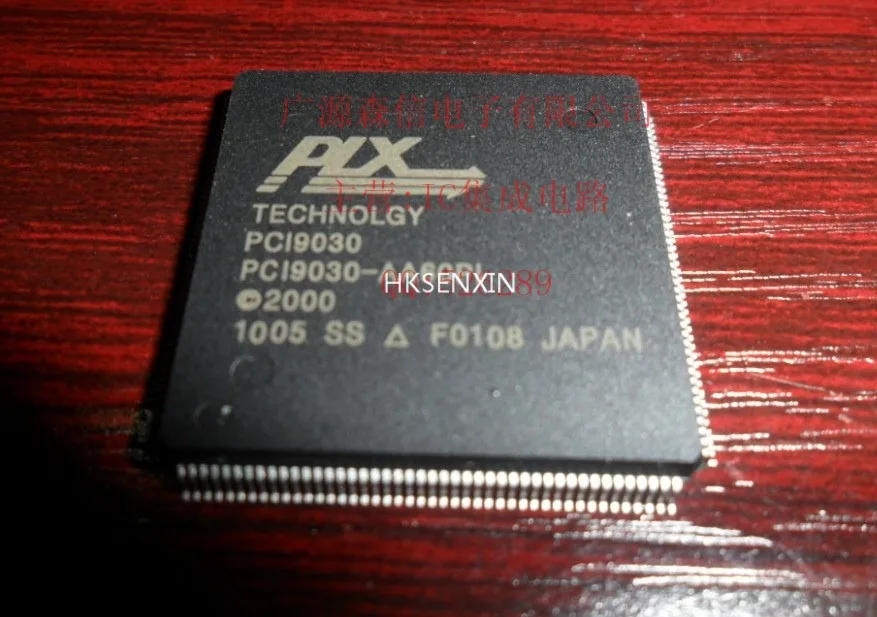 广源森信电子有限公司
PLX
主营:IC集成电路
TECHNOLGY
PCI9030
HKSENXIN
©2000
1005 SS △ F0108 JAPAN